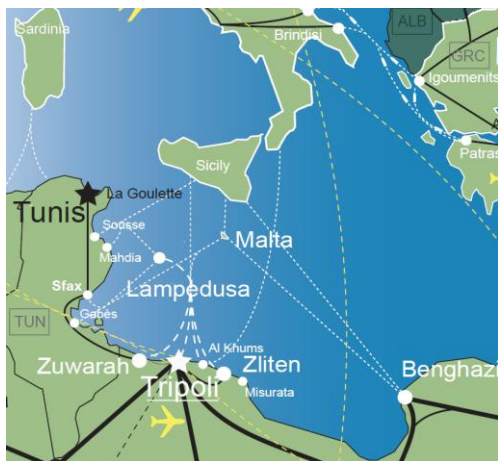 Sardinia
Brindisi
ALB
GRC
Igoumenits
Patras
Sicily
La Goulette
Tunis
Sousse
Mahdia
Malta
Lampedusa
Sfax
Gabès
TUN
Al Khums
Zuwarah
Zliten
Tripoli
Misurata
Benghazi